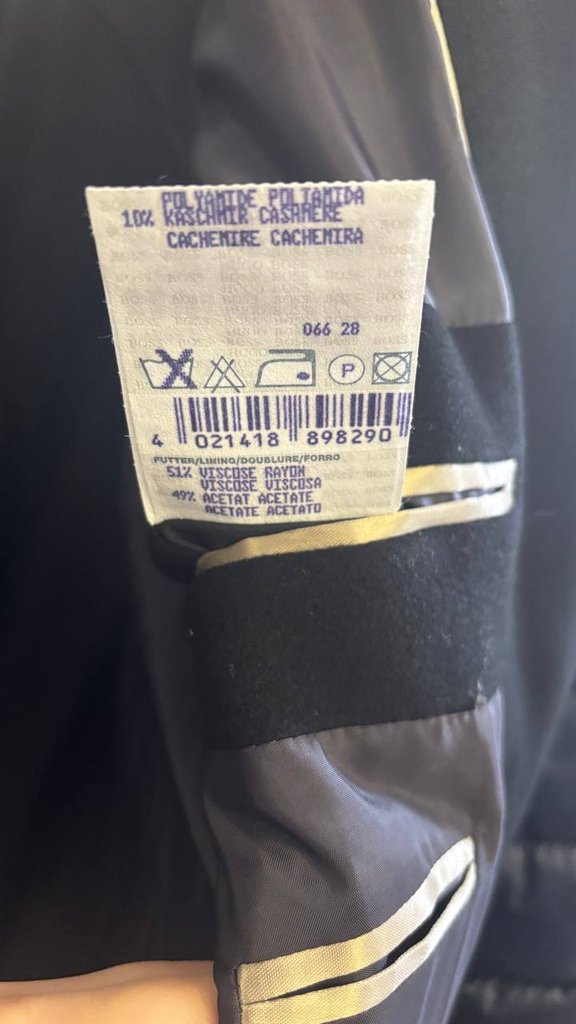 POLYAMIDE POLIAMIDA
10% KASCHMIR CASHMERE
CACHEMIRE CACHEMIRA
066 28
P
4 021418 898290
FUTTER/LINING/DOUBLURE/FORRO
51% VISCOSE RAYON
VISCOSE VISCOSA
49% ACETAT ACETATE
ACETATE ACETATO